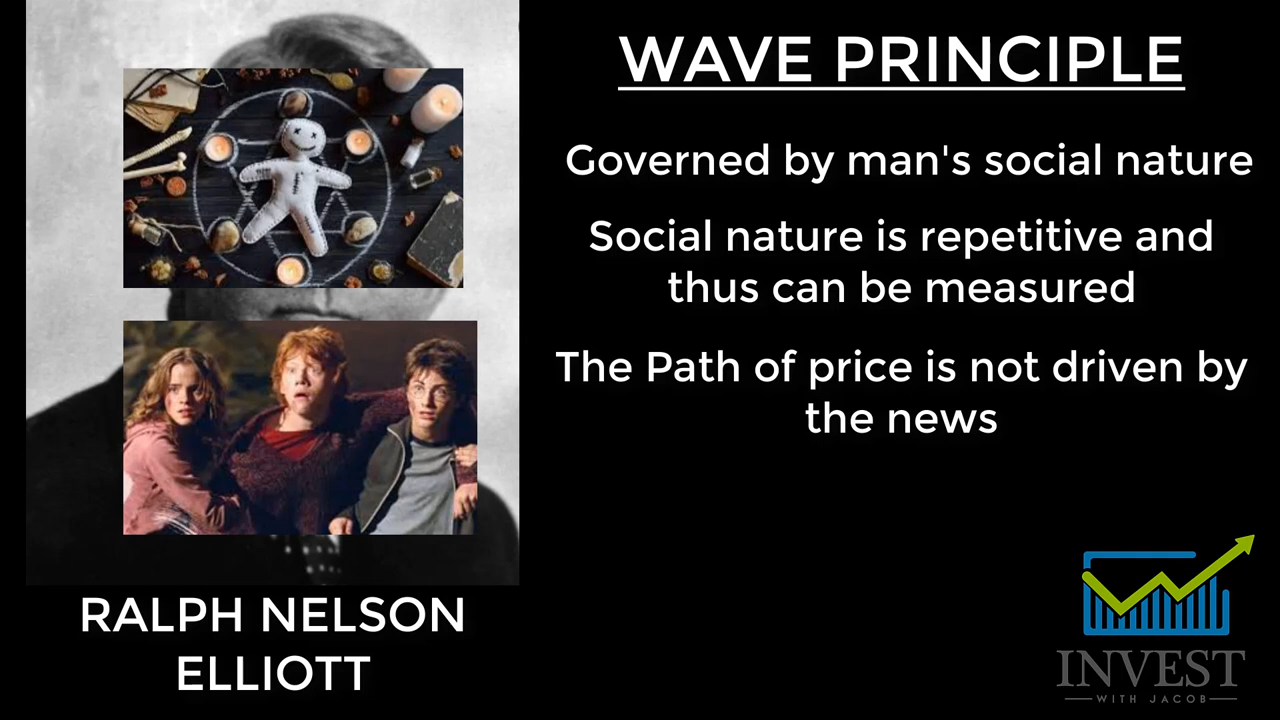 WAVE PRINCIPLE
Governed by man's social nature
Social nature is repetitive and
thus can be measured
The Path of price is not driven by
the news
RALPH NELSON
ELLIOTT
INVEST
WITH JACOB